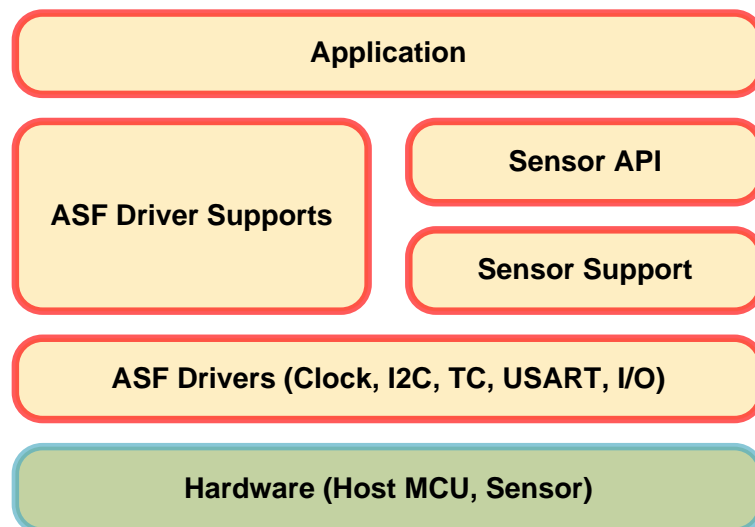 Application
ASF Driver Supports
Sensor API
Sensor Support
ASF Drivers (Clock, I2C, TC, USART, I/O)
Hardware (Host MCU, Sensor)